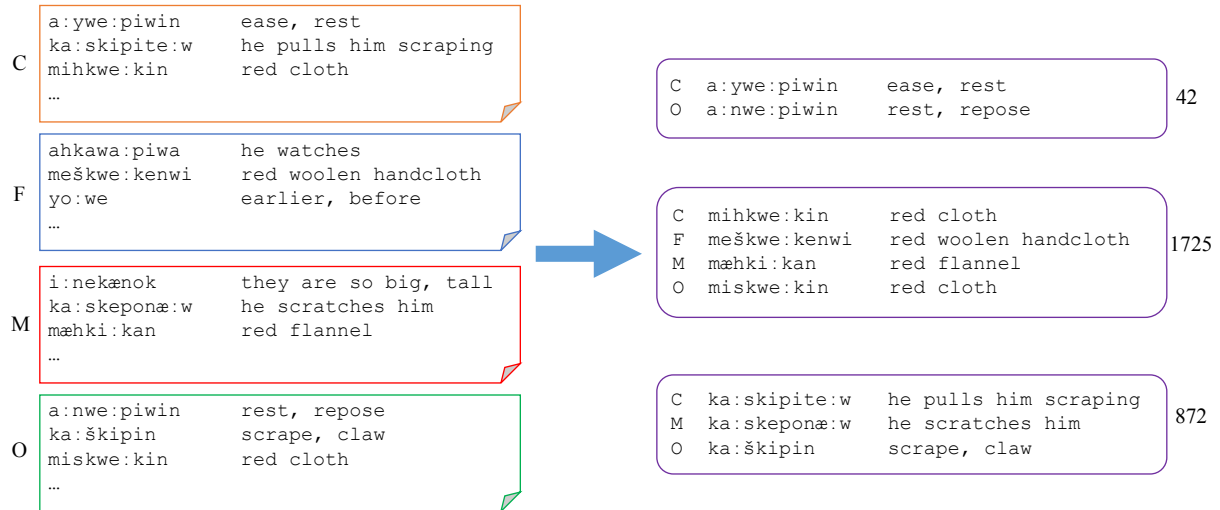 C
a:ywe:piwin ease, rest
ka:skipite:w he pulls him scraping
mihkwe:kin red cloth
…
F
ahkawa:piwa he watches
meškwe:kenwi red woolen handcloth
yo:we earlier, before
…
M
i:nekænok they are so big, tall
ka:skeponæ:w he scratches him
mæhki:kan red flannel
…
O
a:nwe:piwin rest, repose
ka:škipin scrape, claw
miskwe:kin red cloth
…
C a:ywe:piwin ease, rest
O a:nwe:piwin rest, repose
42
C mihkwe:kin red cloth
F meškwe:kenwi red woolen handcloth
M mæhki:kan red flannel
O miskwe:kin red cloth
1725
C ka:skipite:w he pulls him scraping
M ka:skeponæ:w he scratches him
O ka:škipin scrape, claw
872